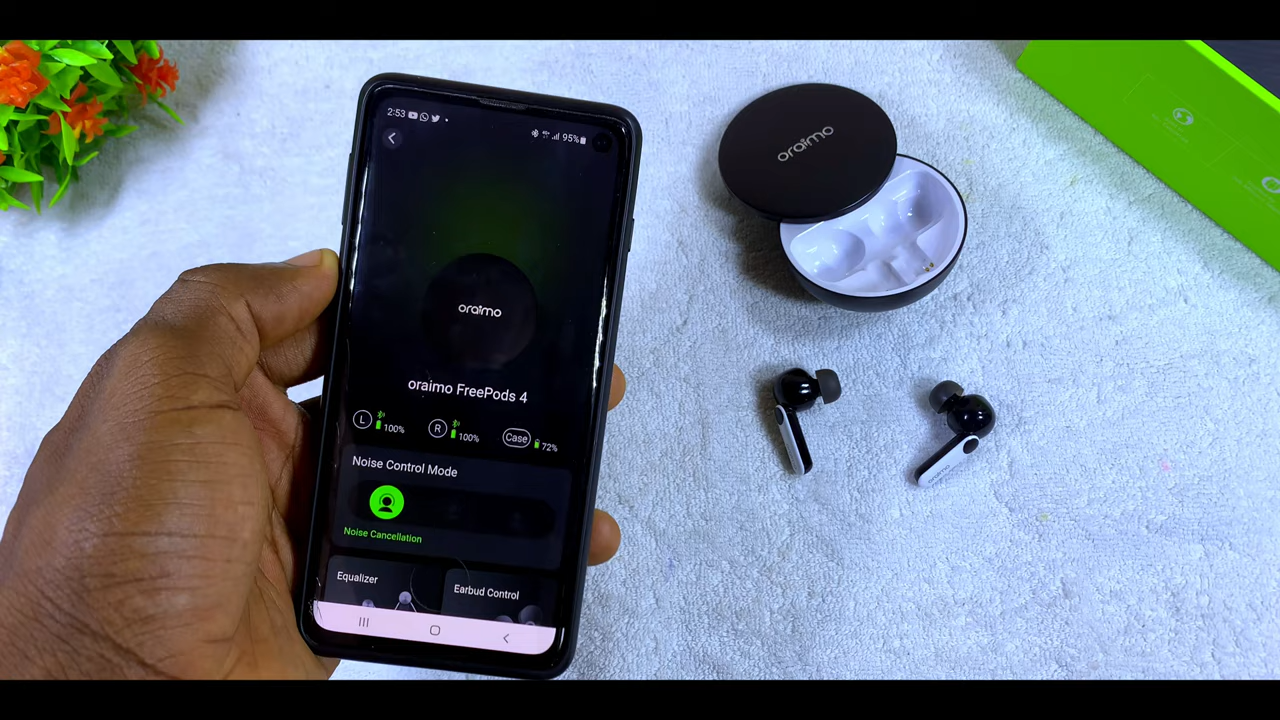 2:53
95%
oraimo
oraimo FreePods 4
L 100% R 100% Case 72%
Noise Control Mode
Noise Cancellation
Equalizer
Earbud Control
oraimo
oraimo